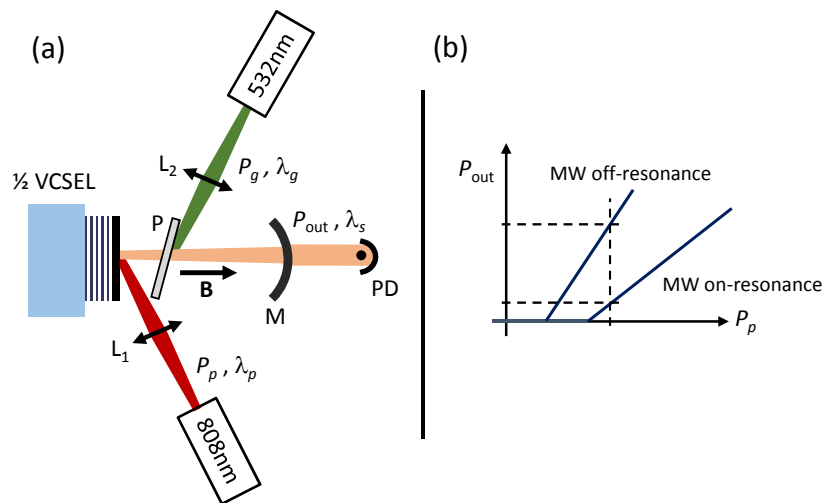 (a)
532nm
L2
Pg , λg
½ VCSEL
P
Pout , λs
B
PD
M
L1
Pp , λp
808nm
(b)
Pout
MW off-resonance
MW on-resonance
Pp